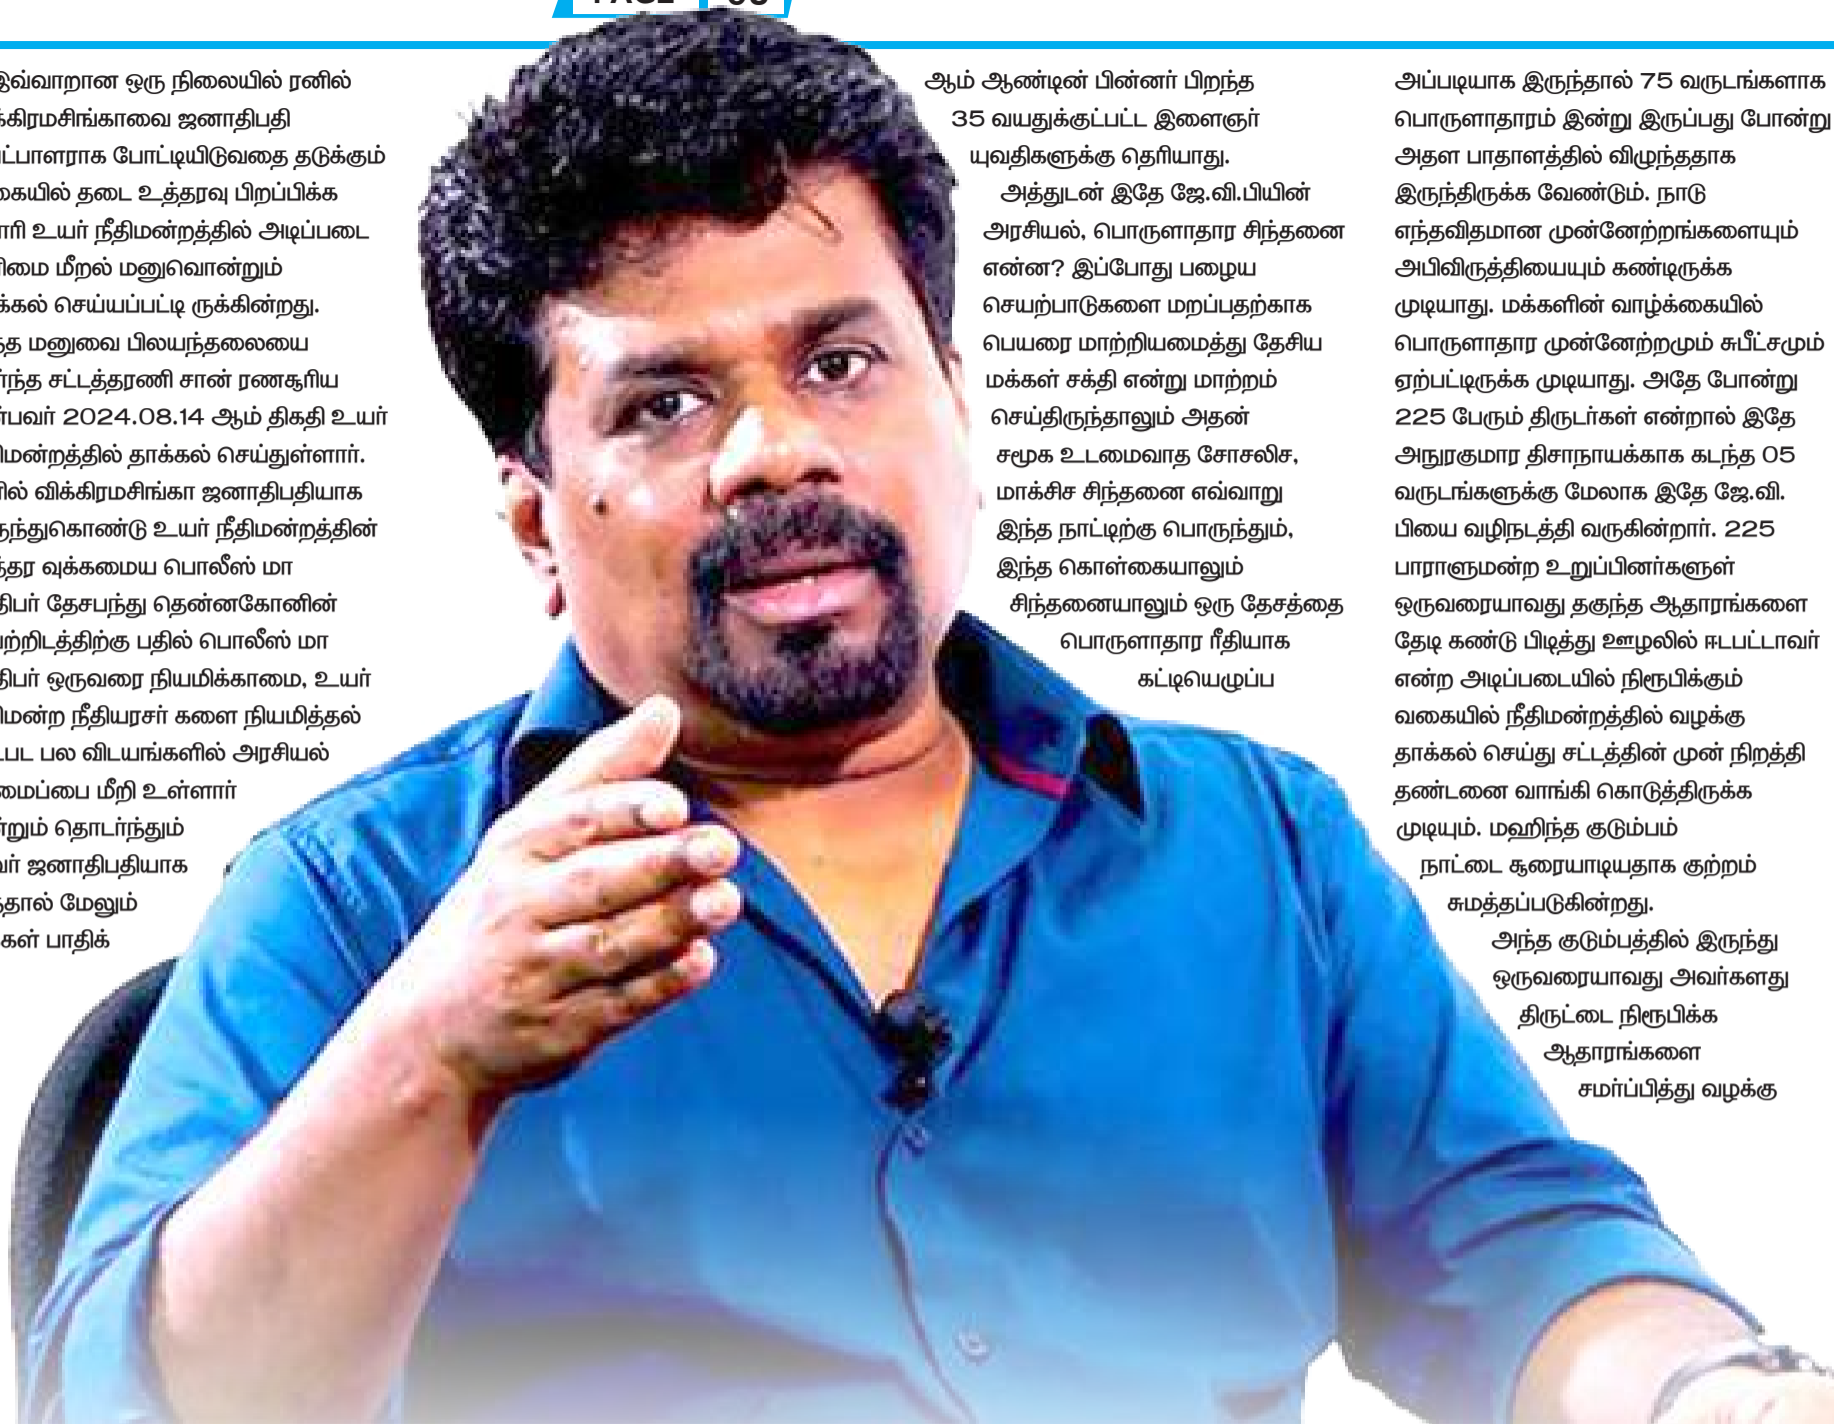 இவ்வாறான ஒரு நிலையில் ரனில்
க்கிரமசிங்காவை ஜனாதிபதி
ட்பாளராக போட்டியிடுவதை தடுக்கும்
கையில் தடை உத்தரவு பிறப்பிக்க
ாரி உயர் நீதிமன்றத்தில் அடிப்படை
ிமை மீறல் மனுவொன்றும்
க்கல் செய்யப்பட்டி ருக்கின்றது.
்த மனுவை பிலயந்தலையை
ர்ந்த சட்டத்தரணி சான் ரணசூரிய
ன்பவர் 2024.08.14 ஆம் திகதி உயர்
ிமன்றத்தில் தாக்கல் செய்துள்ளார்.
ில் விக்கிரமசிங்கா ஜனாதிபதியாக
ுந்துகொண்டு உயர் நீதிமன்றத்தின்
்தர வுக்கமைய பொலீஸ் மா
திபர் தேசபந்து தென்னகோனின்
ற்றிடத்திற்கு பதில் பொலீஸ் மா
திபர் ஒருவரை நியமிக்காமை, உயர்
ிமன்ற நீதியரசர் களை நியமித்தல்
்பட பல விடயங்களில் அரசியல்
மைப்பை மீறி உள்ளார்
ன்றும் தொடர்ந்தும்
வர் ஜனாதிபதியாக
்தால் மேலும்
கள் பாதிக்
ஆம் ஆண்டின் பின்னர் பிறந்த
35 வயதுக்குட்பட்ட இளைஞர்
யுவதிகளுக்கு தெரியாது.
அத்துடன் இதே ஜே.வி.பியின்
அரசியல், பொருளாதார சிந்தனை
என்ன? இப்போது பழைய
செயற்பாடுகளை மறப்பதற்காக
பெயரை மாற்றியமைத்து தேசிய
மக்கள் சக்தி என்று மாற்றம்
செய்திருந்தாலும் அதன்
சமூக உடமைவாத சோசலிச,
மாக்சிச சிந்தனை எவ்வாறு
இந்த நாட்டிற்கு பொருந்தும்,
இந்த கொள்கையாலும்
சிந்தனையாலும் ஒரு தேசத்தை
பொருளாதார ரீதியாக
கட்டியெழுப்ப
அப்படியாக இருந்தால் 75 வருடங்களாக
பொருளாதாரம் இன்று இருப்பது போன்று
அதள பாதாளத்தில் விழுந்ததாக
இருந்திருக்க வேண்டும். நாடு
எந்தவிதமான முன்னேற்றங்களையும்
அபிவிருத்தியையும் கண்டிருக்க
முடியாது. மக்களின் வாழ்க்கையில்
பொருளாதார முன்னேற்றமும் சுபீட்சமும்
ஏற்பட்டிருக்க முடியாது. அதே போன்று
225 பேரும் திருடர்கள் என்றால் இதே
அநுரகுமார திசாநாயக்காக கடந்த 05
வருடங்களுக்கு மேலாக இதே ஜே.வி.
பியை வழிநடத்தி வருகின்றார். 225
பாராளுமன்ற உறுப்பினர்களுள்
ஒருவரையாவது தகுந்த ஆதாரங்களை
தேடி கண்டு பிடித்து ஊழலில் ஈடபட்டாவர்
என்ற அடிப்படையில் நிரூபிக்கும்
வகையில் நீதிமன்றத்தில் வழக்கு
தாக்கல் செய்து சட்டத்தின் முன் நிறத்தி
தண்டனை வாங்கி கொடுத்திருக்க
முடியும். மஹிந்த குடும்பம்
நாட்டை சூரையாடியதாக குற்றம்
சுமத்தப்படுகின்றது.
அந்த குடும்பத்தில் இருந்து
ஒருவரையாவது அவர்களது
திருட்டை நிரூபிக்க
ஆதாரங்களை
சமர்ப்பித்து வழக்கு